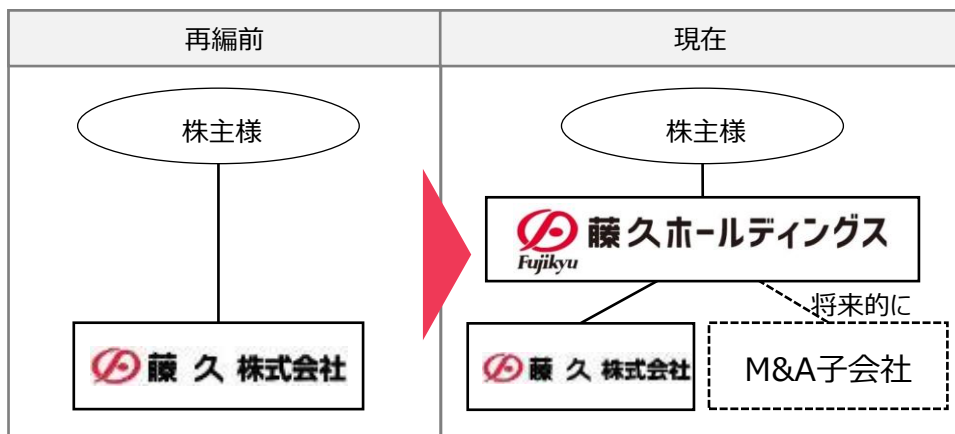 再編前
現在
株主様
株主様
藤久ホールディングス
Fujikyu
将来的に
藤久 株式会社
藤久 株式会社
M&A子会社